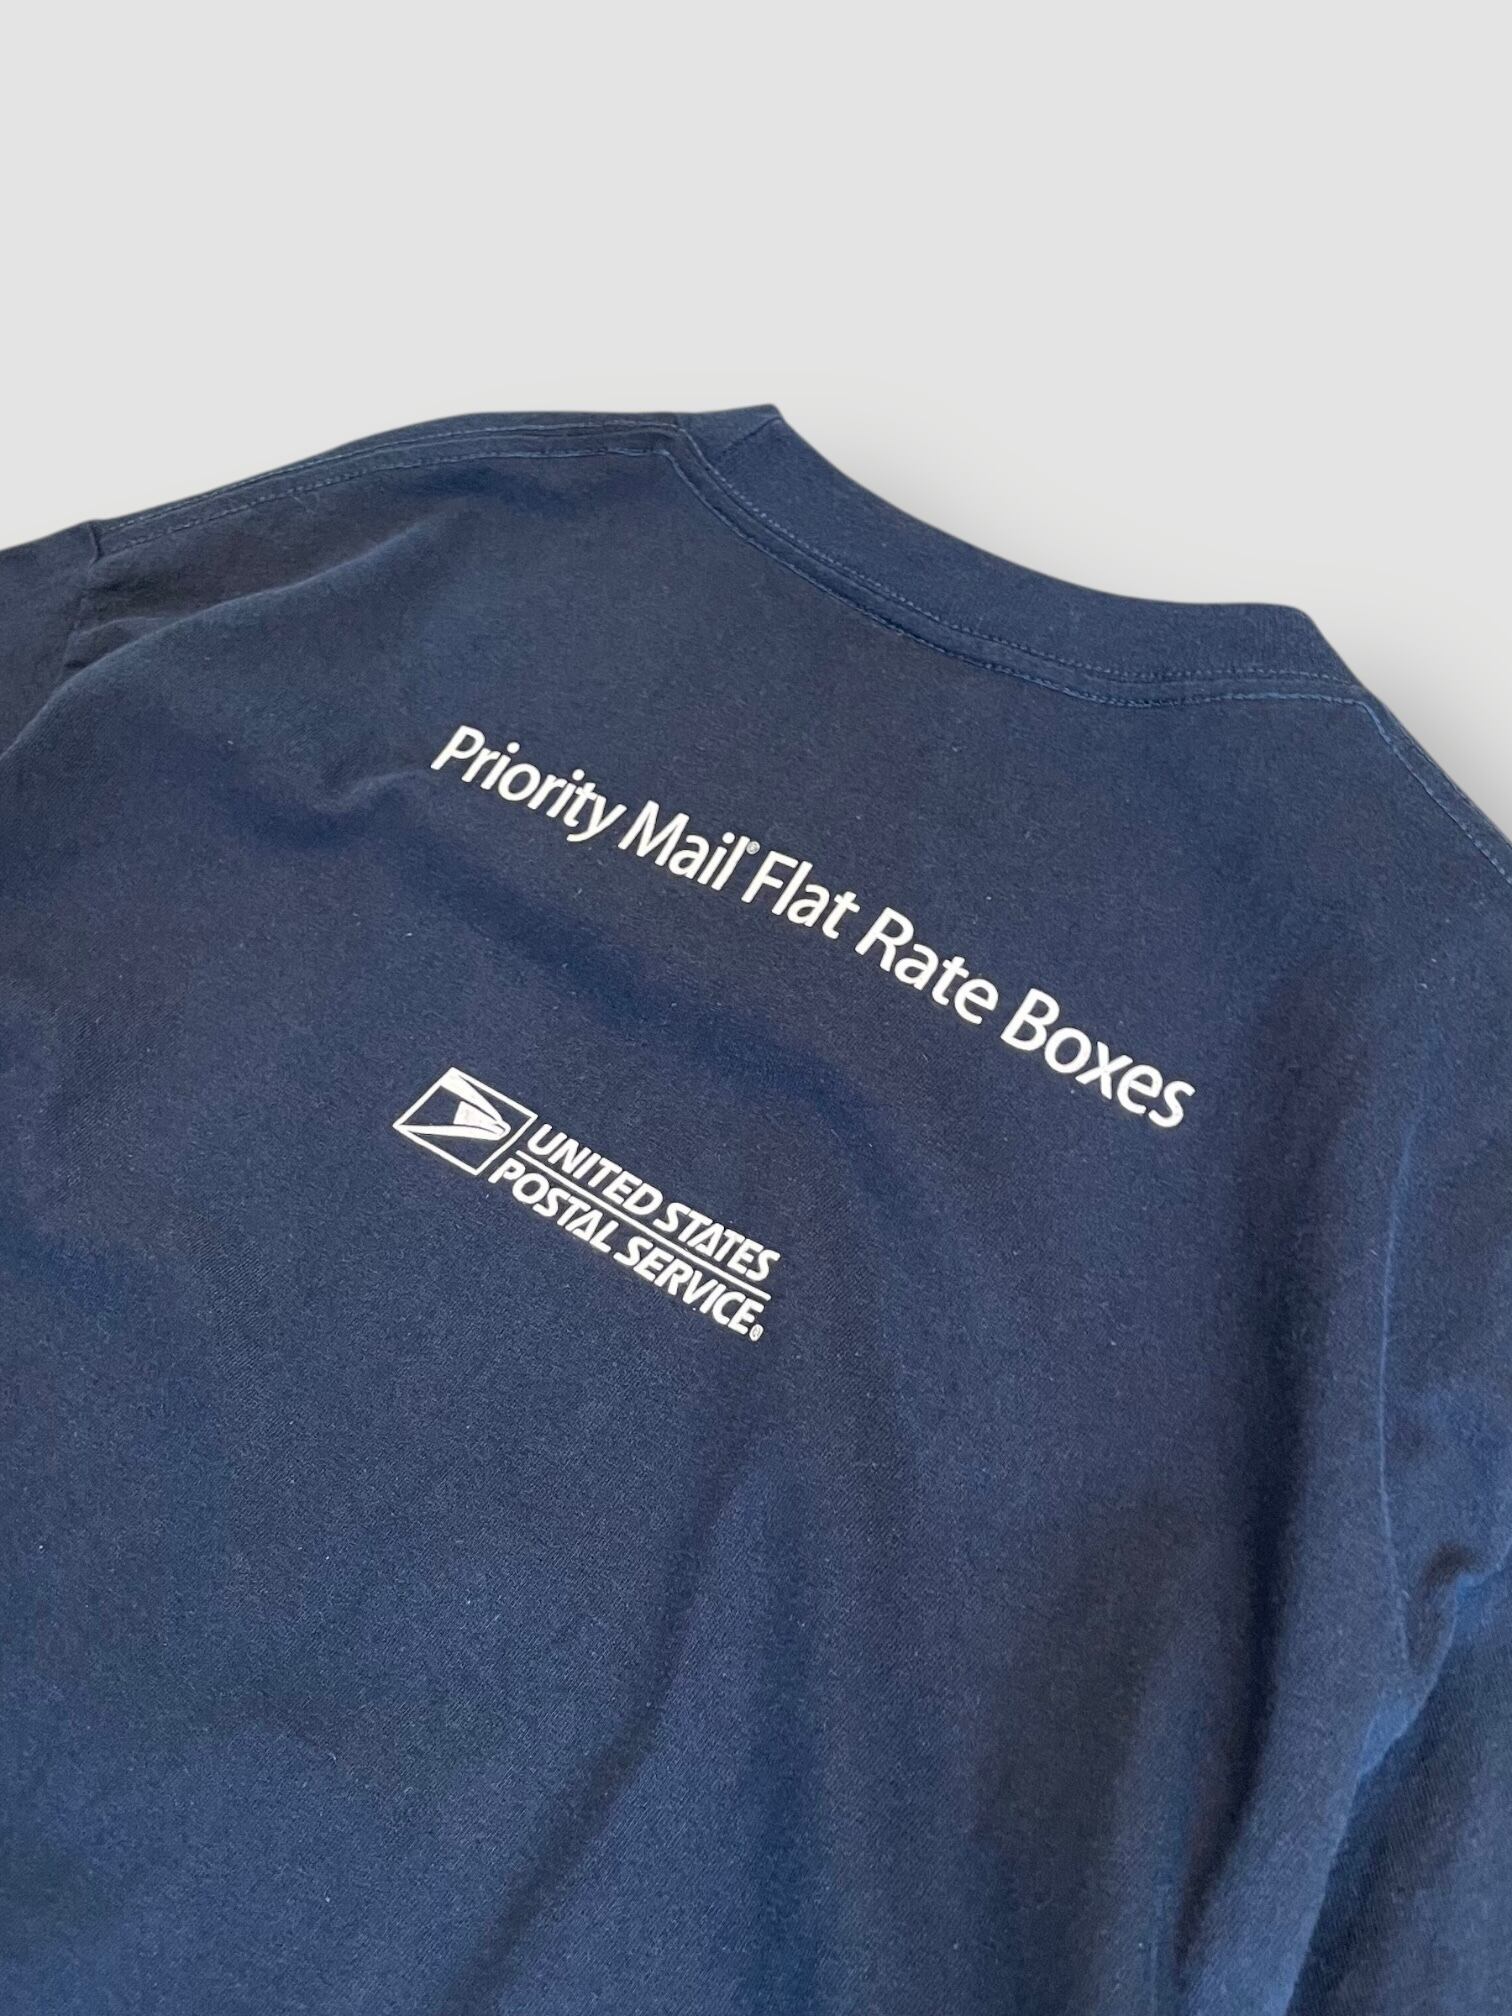 Priority Mail® Flat Rate Boxes
UNITED STATES
POSTAL SERVICE®